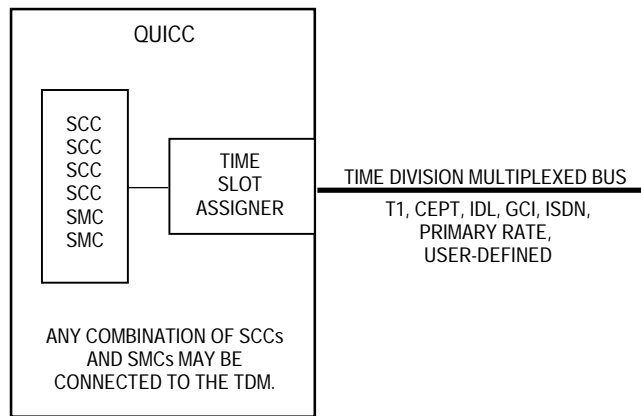 QUICC
SCC
SCC
SCC
SCC
SMC
SMC
TIME
SLOT
ASSIGNER
TIME DIVISION MULTIPLEXED BUS
T1, CEPT, IDL, GCI, ISDN,
PRIMARY RATE,
USER-DEFINED
ANY COMBINATION OF SCCs
AND SMCs MAY BE
CONNECTED TO THE TDM.